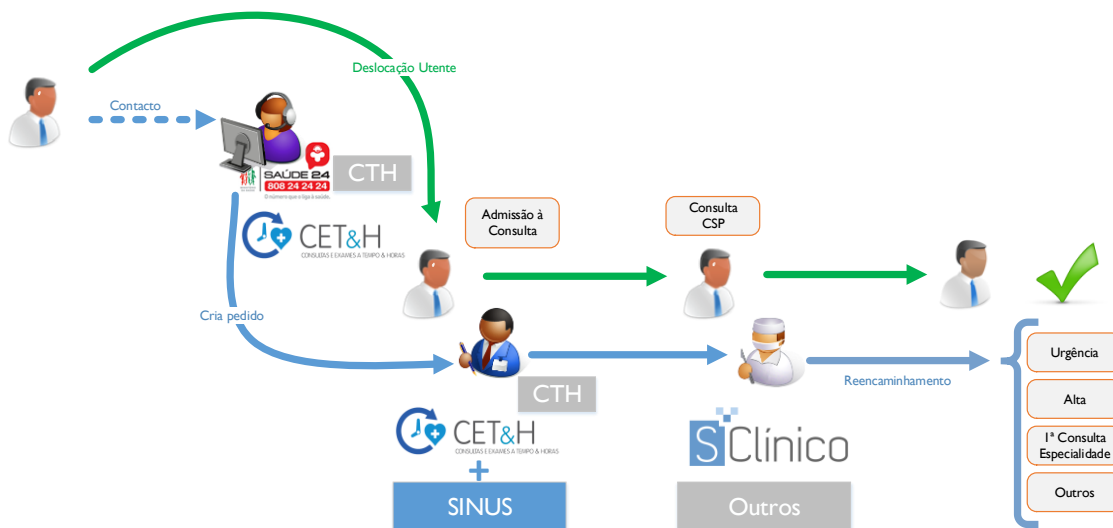 Deslocação Utente
Contacto
SAÚDE 24
808 24 24 24
O número que o liga à saúde.
CTH
CET&H
CONSULTAS E EXAMES A TEMPO & HORAS
Admissão à
Consulta
Consulta
CSP
Cria pedido
CTH
CET&H
CONSULTAS E EXAMES A TEMPO & HORAS
+
SINUS
SClínico
Outros
Reencaminhamento
Urgência
Alta
1ª Consulta
Especialidade
Outros